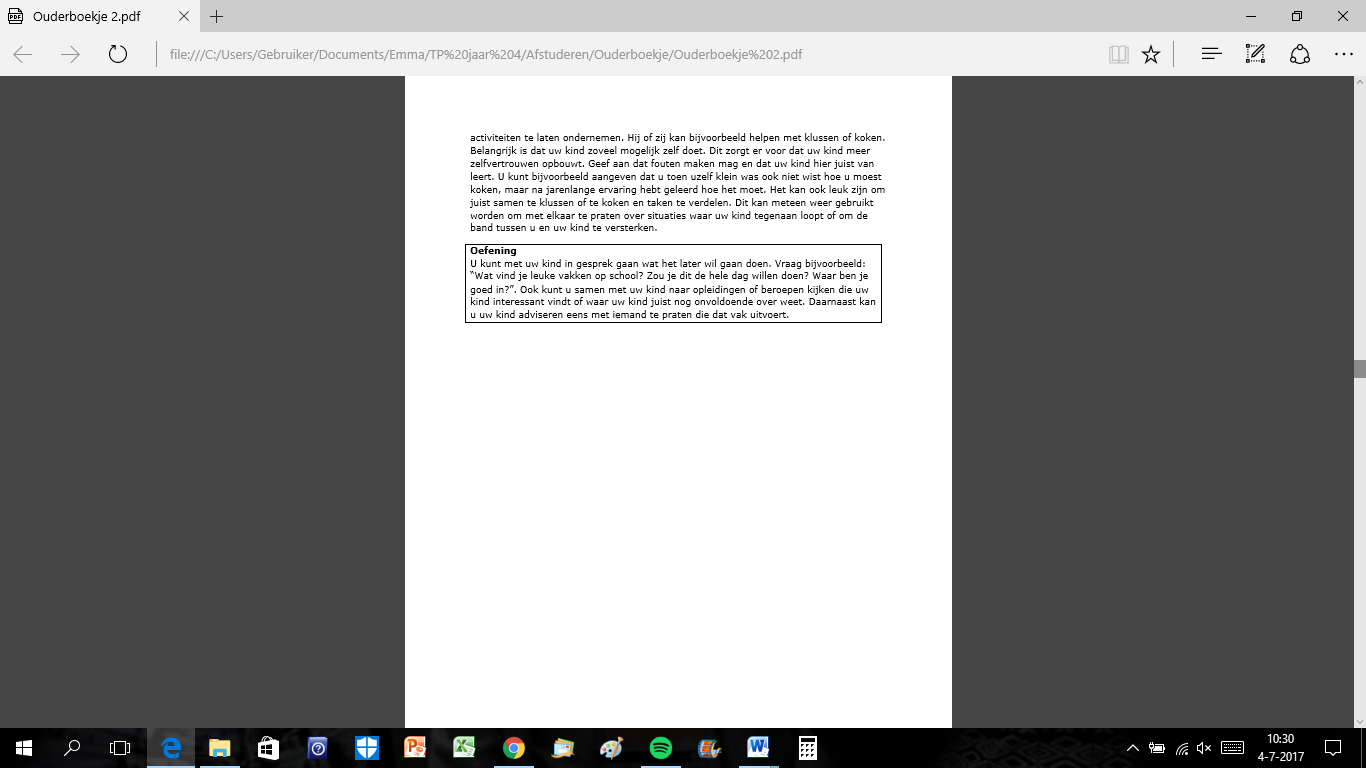 Ouderboekje 2.pdf
file:///C:/Users/Gebruiker/Documents/Emma/TP%20jaar%204/Afstuderen/Ouderboekje/Ouderboekje%202.pdf
activiteiten te laten ondernemen. Hij of zij kan bijvoorbeeld helpen met klussen of koken.
Belangrijk is dat uw kind zoveel mogelijk zelf doet. Dit zorgt er voor dat uw kind meer
zelfvertrouwen opbouwt. Geef aan dat fouten maken mag en dat uw kind hier juist van
leert. U kunt bijvoorbeeld aangeven dat u toen uzelf klein was ook niet wist hoe u moest
koken, maar na jarenlange ervaring hebt geleerd hoe het moet. Het kan ook leuk zijn om
juist samen te klussen of te koken en taken te verdelen. Dit kan meteen weer gebruikt
worden om met elkaar te praten over situaties waar uw kind tegenaan loopt of om de
band tussen u en uw kind te versterken.
Oefening
U kunt met uw kind in gesprek gaan wat het later wil gaan doen. Vraag bijvoorbeeld:
“Wat vind je leuke vakken op school? Zou je dit de hele dag willen doen? Waar ben je
goed in?”. Ook kunt u samen met uw kind naar opleidingen of beroepen kijken die uw
kind interessant vindt of waar uw kind juist nog onvoldoende over weet. Daarnaast kan
u uw kind adviseren eens met iemand te praten die dat vak uitvoert.
10:30
4-7-2017